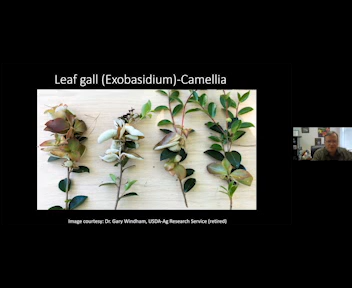 Leaf gall (Exobasidium)-Camellia
Image courtesy: Dr. Gary Windham, USDA-Ag Research Service (retired)